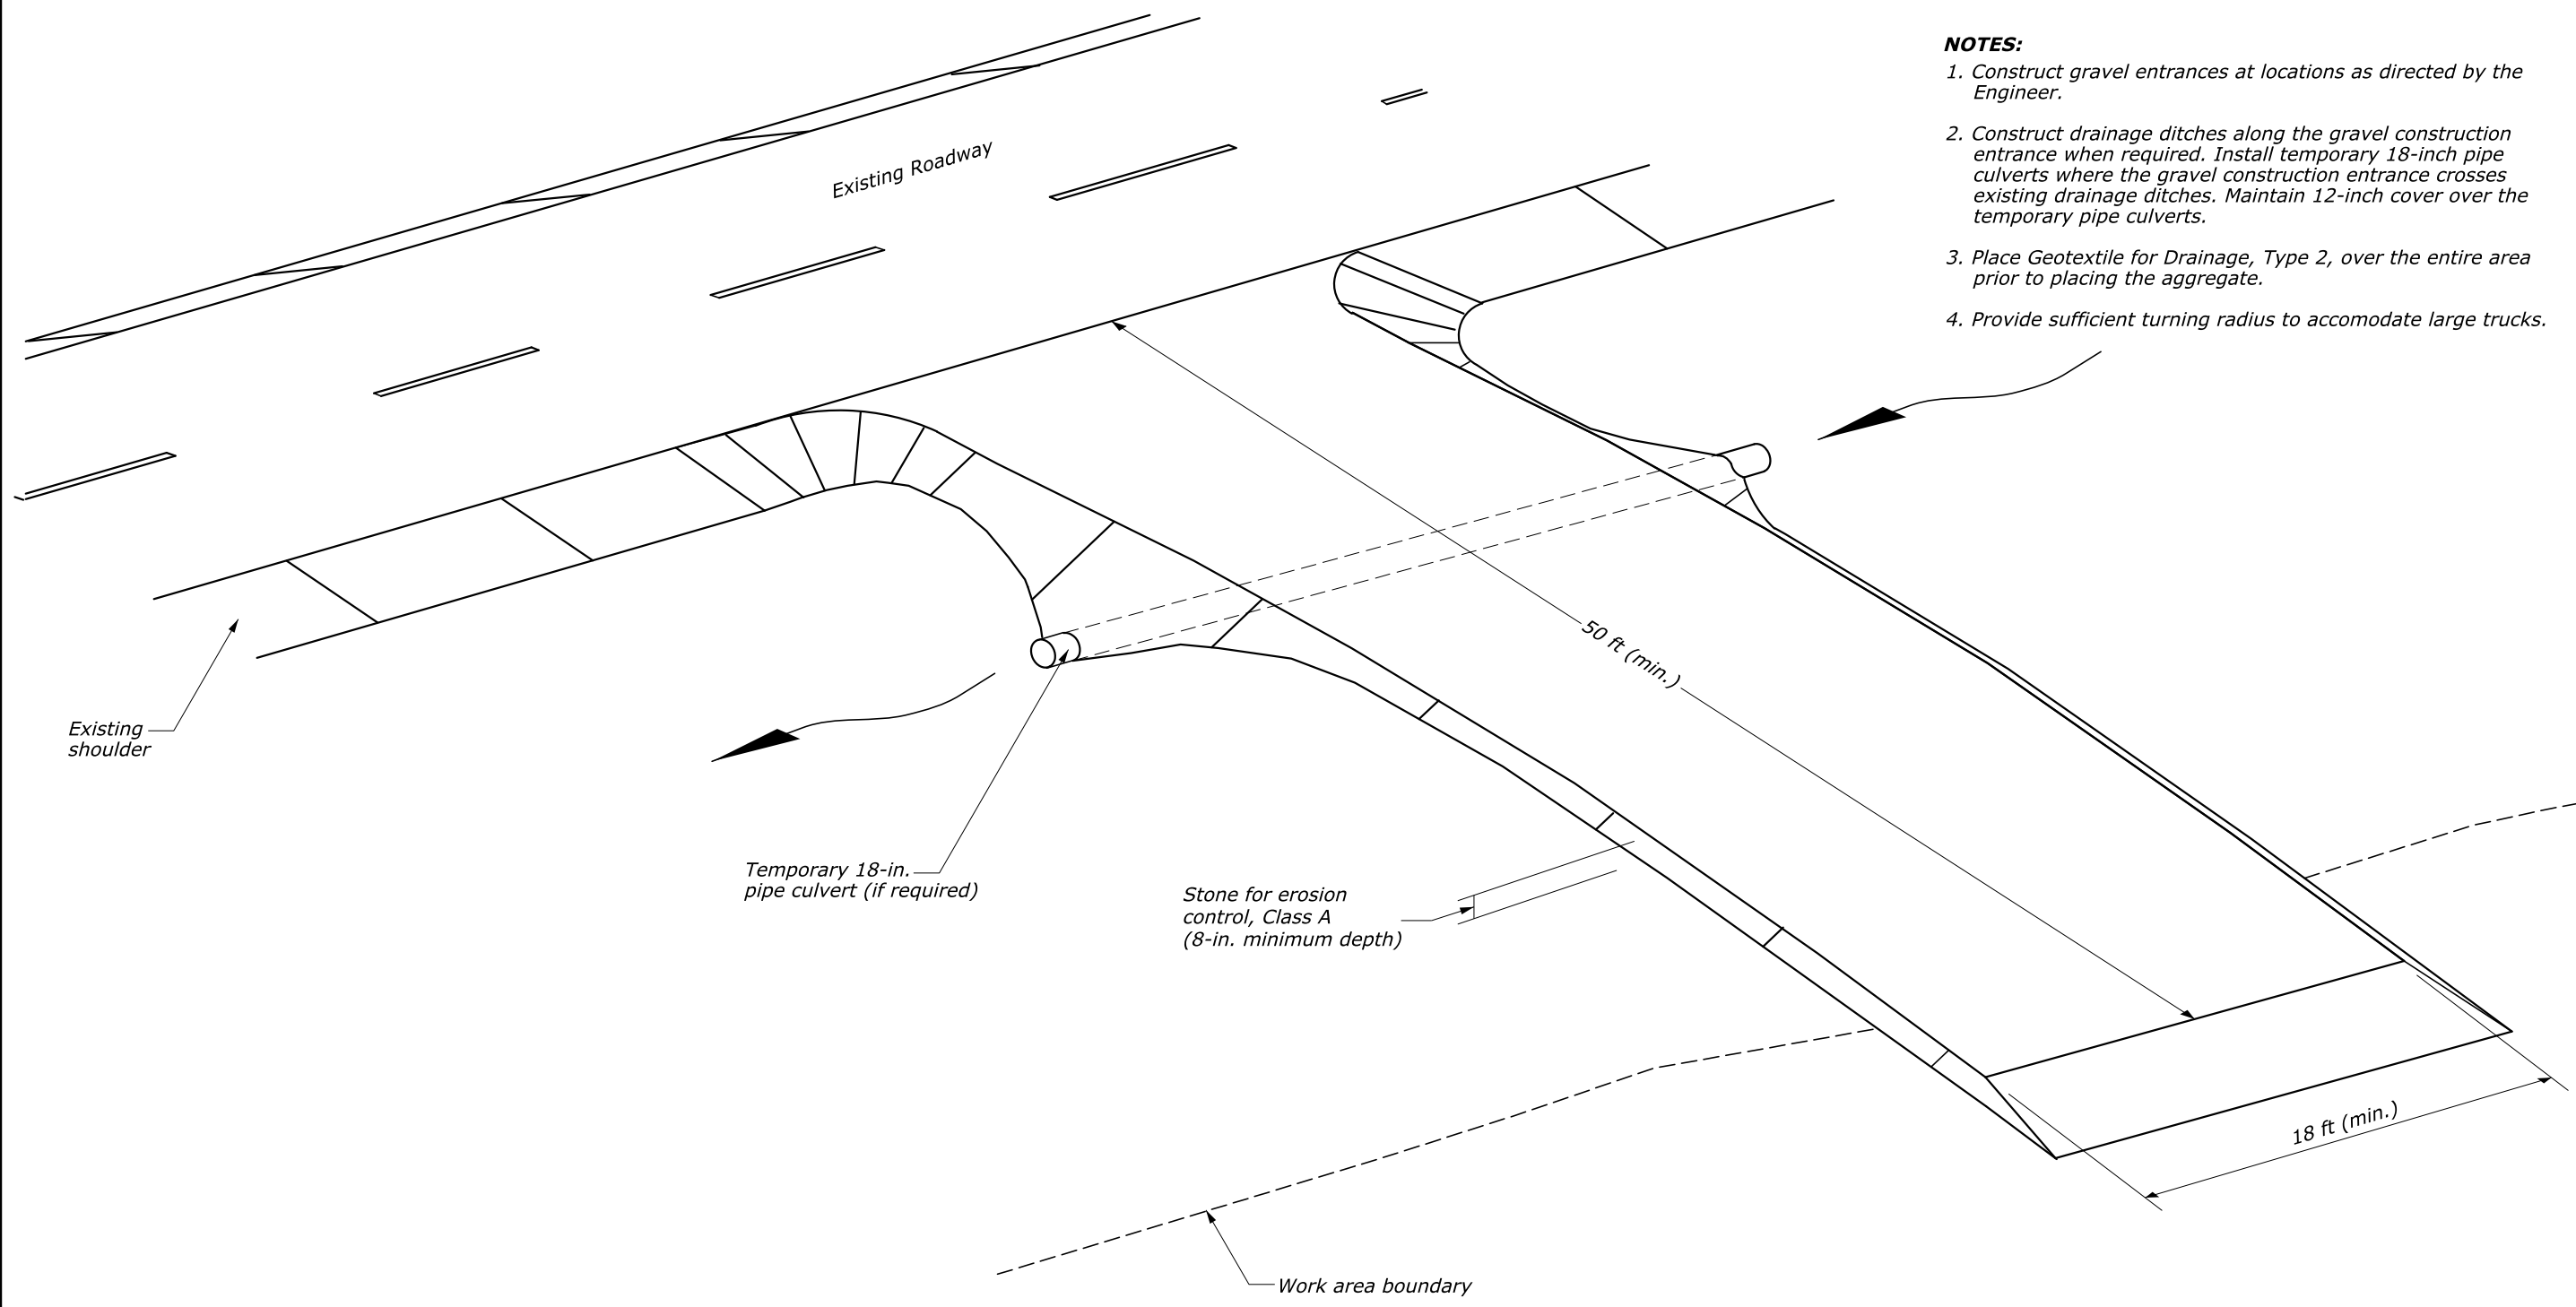 NOTES:
1. Construct gravel entrances at locations as directed by the
Engineer.
2. Construct drainage ditches along the gravel construction
entrance when required. Install temporary 18-inch pipe
culverts where the gravel construction entrance crosses
existing drainage ditches. Maintain 12-inch cover over the
temporary pipe culverts.
3. Place Geotextile for Drainage, Type 2, over the entire area
prior to placing the aggregate.
4. Provide sufficient turning radius to accomodate large trucks.
Existing Roadway
50 ft (min.)
Existing
shoulder
Temporary 18-in.
pipe culvert (if required)
Stone for erosion
control, Class A
(8-in. minimum depth)
18 ft (min.)
Work area boundary